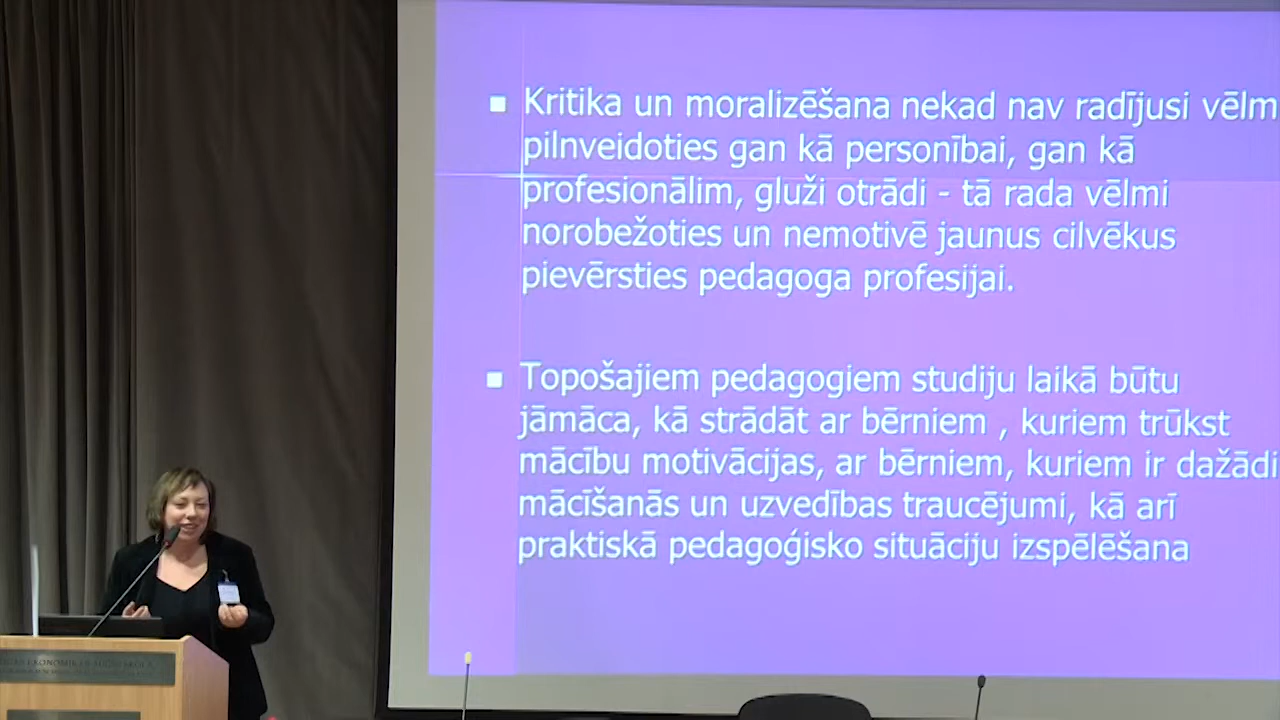 Kritika un moralizēšana nekad nav radījusi vēlm
pilnveidoties gan kā personībai, gan kā
profesionālim, gluži otrādi - tā rada vēlmi
norobežoties un nemotivē jaunus cilvēkus
pievērsties pedagoga profesijai.
Topošajiem pedagogiem studiju laikā būtu
jāmāca, kā strādāt ar bērniem , kuriem trūkst
mācību motivācijas, ar bērniem, kuriem ir dažādi
mācīšanās un uzvedības traucējumi, kā arī
praktiskā pedagoģisko situāciju izspēlēšana